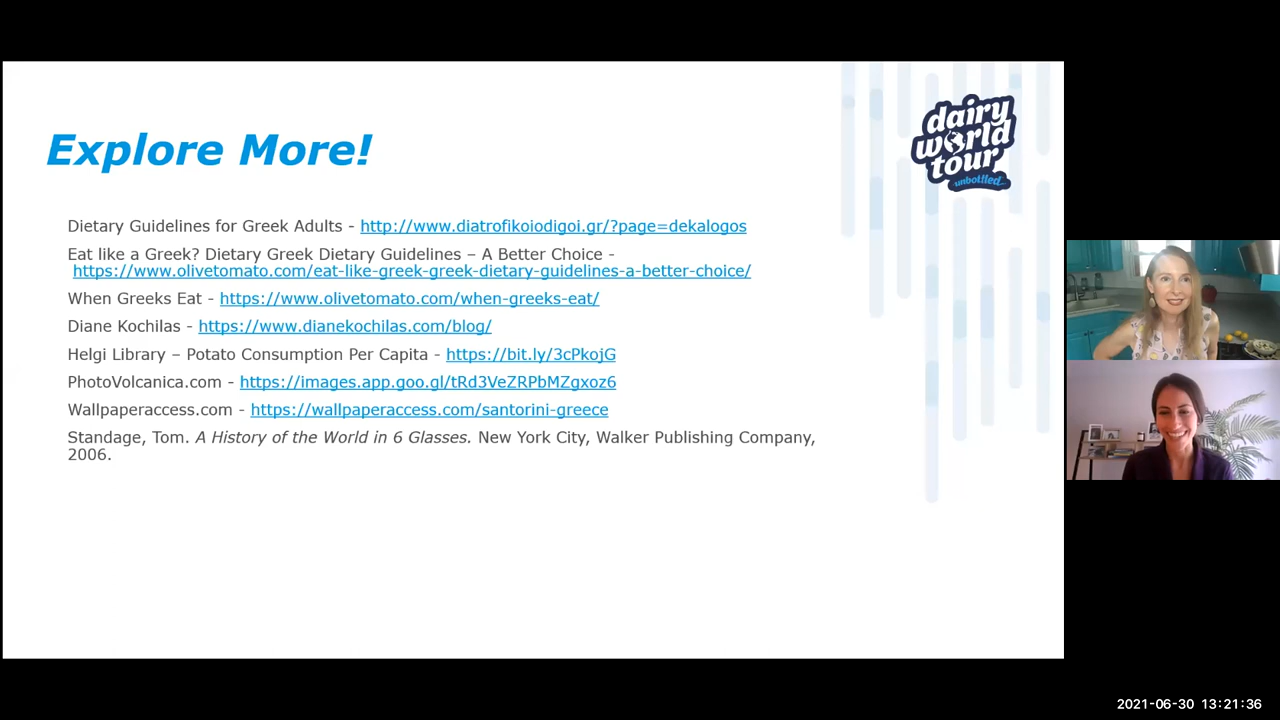 Explore More!
dairy
world
tour
unbottled
Dietary Guidelines for Greek Adults - http://www.diatrofikoiodigoi.gr/?page=dekalogos
Eat like a Greek? Dietary Greek Dietary Guidelines – A Better Choice -
https://www.olivetomato.com/eat-like-greek-greek-dietary-guidelines-a-better-choice/
When Greeks Eat - https://www.olivetomato.com/when-greeks-eat/
Diane Kochilas - https://www.dianekochilas.com/blog/
Helgi Library – Potato Consumption Per Capita - https://bit.ly/3cPkojG
PhotoVolcanica.com - https://images.app.goo.gl/tRd3VeZRPbMZgxoz6
Wallpaperaccess.com - https://wallpaperaccess.com/santorini-greece
Standage, Tom. A History of the World in 6 Glasses. New York City, Walker Publishing Company,
2006.
2021-06-30 13:21:36